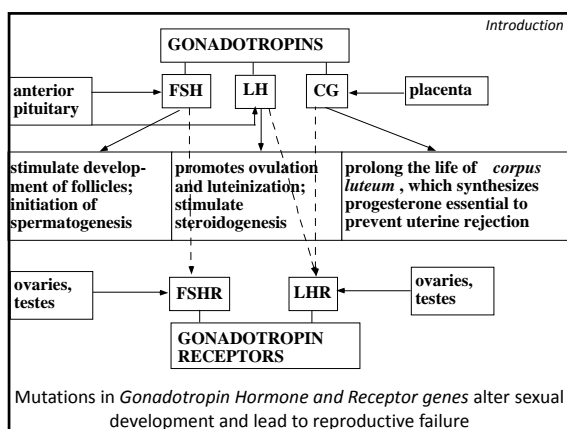 Introduction
GONADOTROPINS
anterior
pituitary
FSH
LH
CG
placenta
stimulate develop-
ment of follicles;
initiation of
spermatogenesis
promotes ovulation
and luteinization;
stimulate
steroidogenesis
prolong the life of corpus
luteum , which synthesizes
progesterone essential to
prevent uterine rejection
ovaries,
testes
FSHR
LHR
ovaries,
testes
GONADOTROPIN
RECEPTORS
Mutations in Gonadotropin Hormone and Receptor genes alter sexual
development and lead to reproductive failure